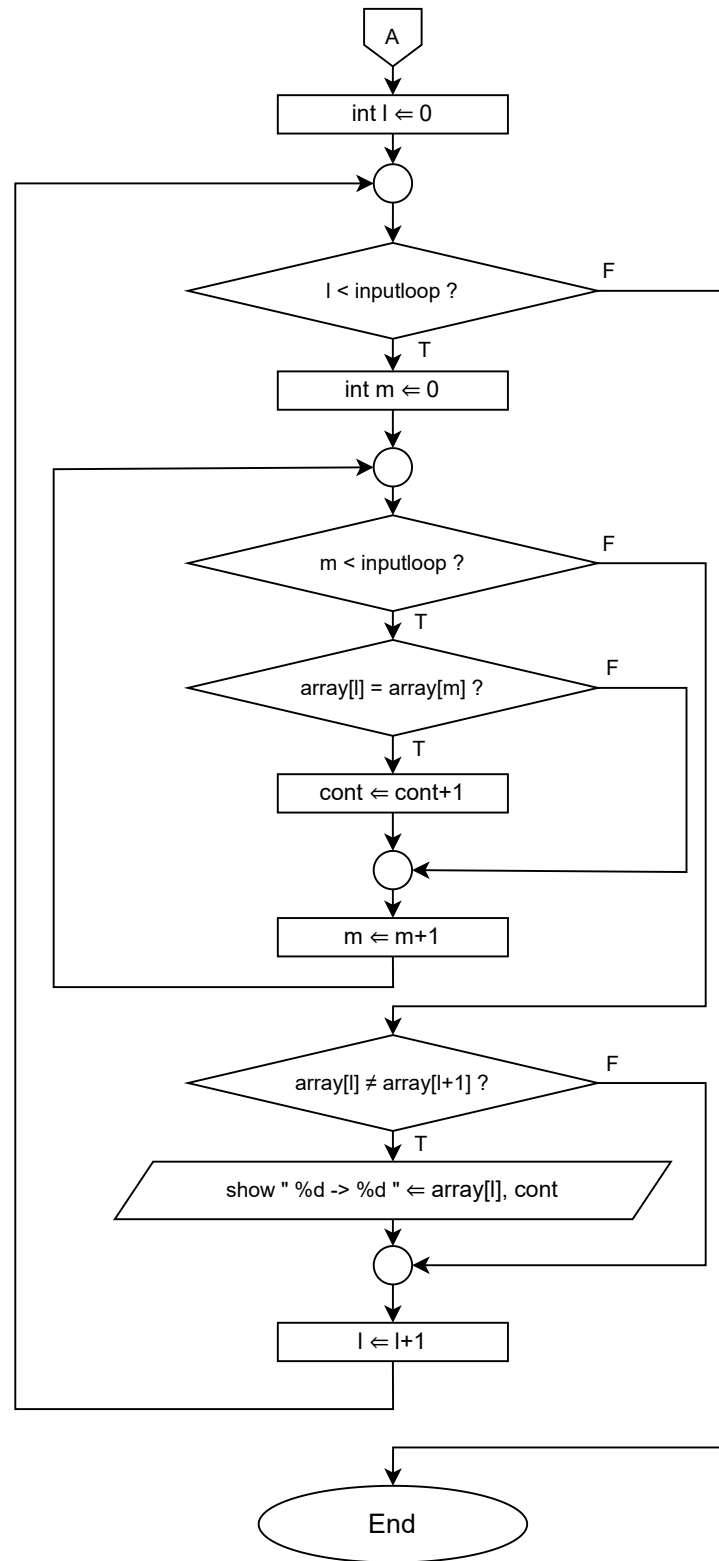 A
int l ⇐ 0
l < inputloop ?
F
T
int m ⇐ 0
m < inputloop ?
F
T
array[l] = array[m] ?
F
T
cont ⇐ cont+1
m ⇐ m+1
array[l] ≠ array[l+1] ?
F
T
show " %d -> %d " ⇐ array[l], cont
l ⇐ l+1
End